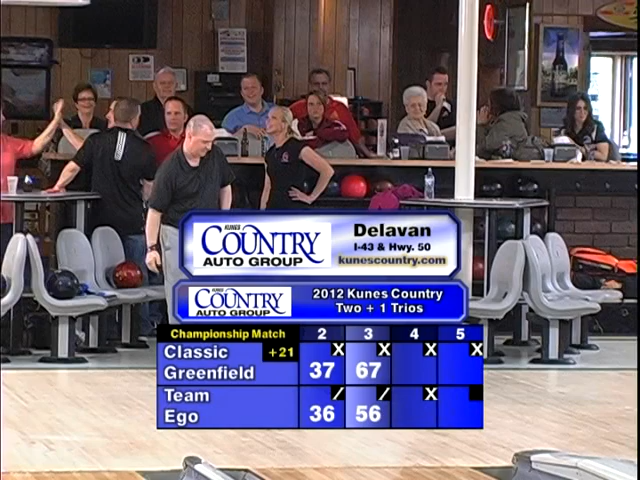 KUNES
COUNTRY
AUTO GROUP
Delavan
I-43 & Hwy. 50
kunescountry.com
KUNES
COUNTRY
AUTO GROUP
2012 Kunes Country
Two + 1 Trios
Championship Match 2 3 4 5
Classic +21 X X X X
Greenfield 37 67
Team / / X
Ego 36 56